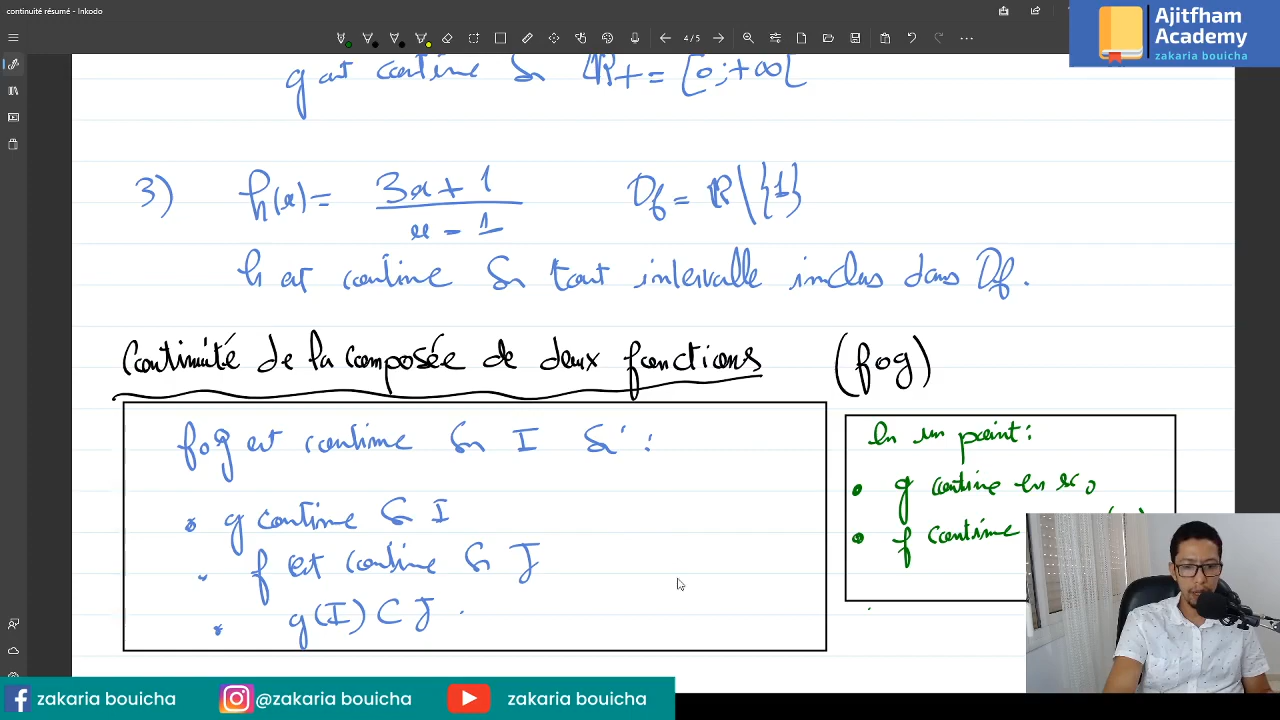 continuité résumé - Inkodo
4/5
Ajitfham
Academy
zakaria bouicha
g est continue sur ℝ+ = [0;+∞[
3) h(x) = (3x + 1)/(x - 1) Df = ℝ \ {1}
h est continue sur tout intervalle inclus dans Df.
Continuité de la composée de deux fonctions (fog)
fog est continue sur I si :
• g continue sur I
• f est continue sur J
• g(I) ⊂ J
En un point :
• g continue en x0
• f continue
zakaria bouicha @zakaria bouicha zakaria bouicha